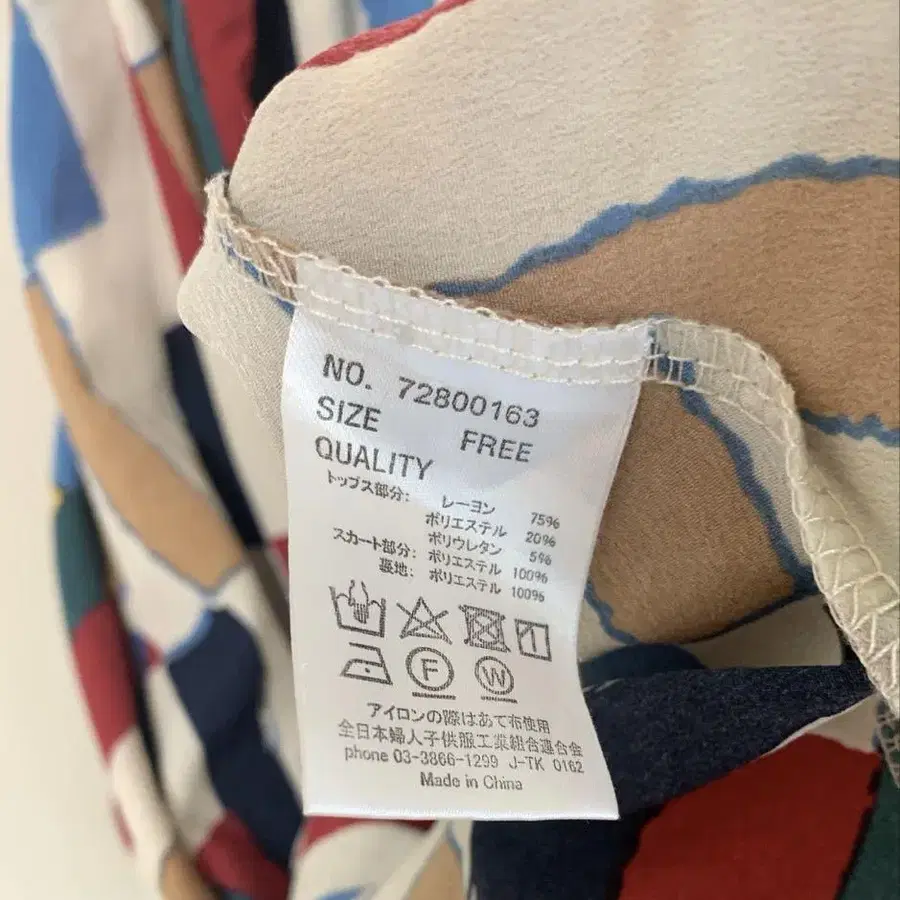 NO. 72800163
SIZE FREE
QUALITY
トップス部分: レーヨン 75%
ポリエステル 20%
ポリウレタン 5%
スカート部分: ポリエステル 100%
裏地: ポリエステル 100%
F W
アイロンの際はあて布使用
全日本婦人子供服工業組合連合会
phone 03-3866-1299 J-TK 0162
Made in China